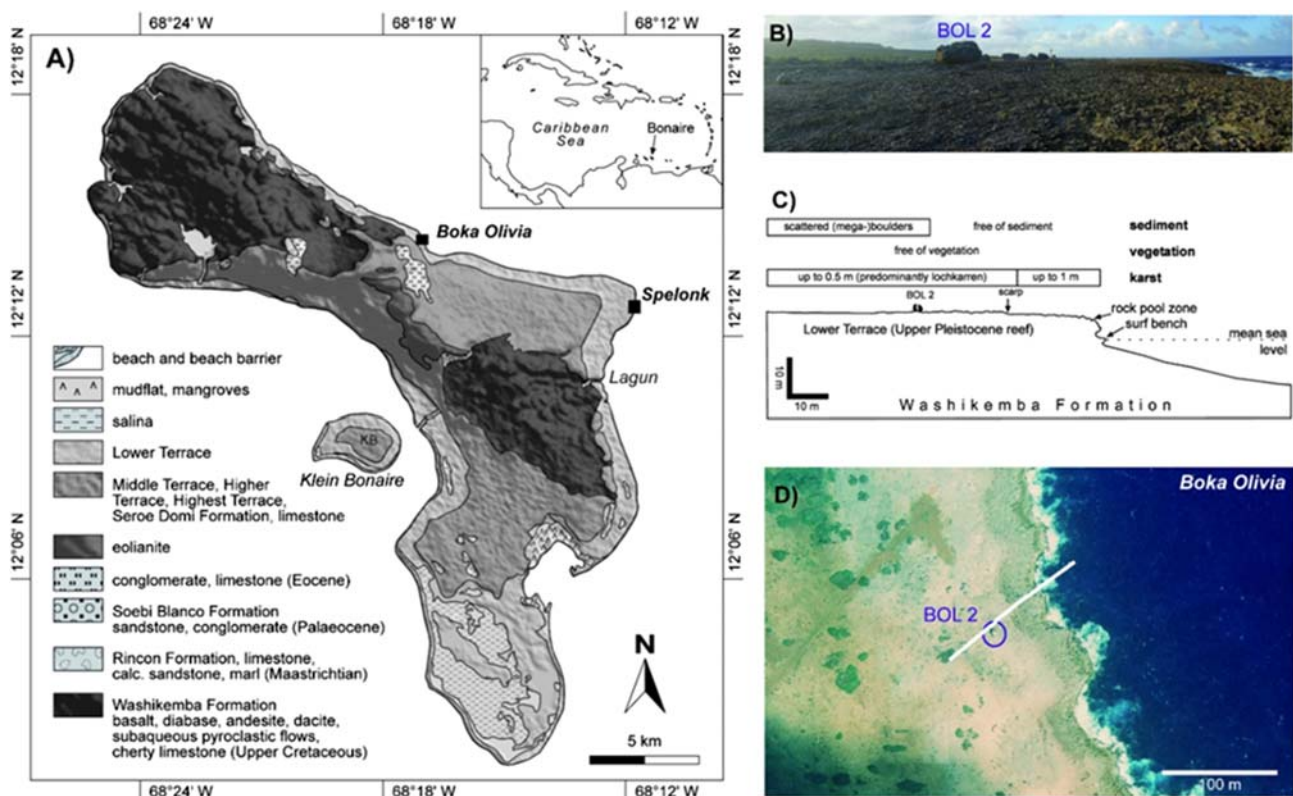 68°24' W
68°18' W
68°12' W
12°18' N
12°18' N
A)
Caribbean
Sea
Bonaire
Boka Olivia
Spelonk
12°12' N
12°12' N
Lagun
KB
Klein Bonaire
beach and beach barrier
mudflat, mangroves
salina
Lower Terrace
Middle Terrace, Higher
Terrace, Highest Terrace,
Seroe Domi Formation, limestone
eolianite
conglomerate, limestone (Eocene)
Soebi Blanco Formation
sandstone, conglomerate (Palaeocene)
Rincon Formation, limestone,
calc. sandstone, marl (Maastrichtian)
Washikemba Formation
basalt, diabase, andesite, dacite,
subaqueous pyroclastic flows,
cherty limestone (Upper Cretaceous)
12°06' N
12°06' N
N
5 km
68°24' W
68°18' W
68°12' W
B)
BOL 2
C)
scattered (mega-)boulders
free of sediment
sediment
free of vegetation
vegetation
up to 0.5 m (predominantly lochkarren)
up to 1 m
karst
BOL 2
scarp
rock pool zone
surf bench
Lower Terrace (Upper Pleistocene reef)
mean sea
level
10 m
10 m
Washikemba Formation
D)
Boka Olivia
BOL 2
100 m